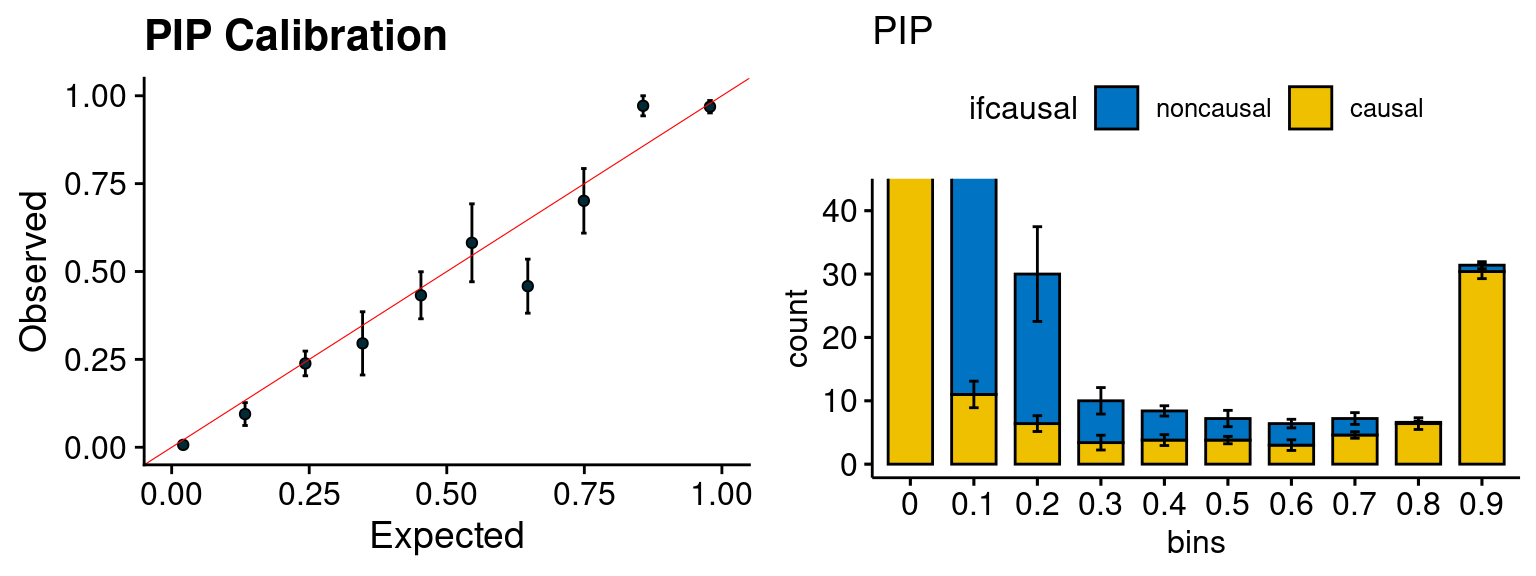 PIP Calibration
1.00
0.75
0.50
0.25
0.00
Observed
0.00 0.25 0.50 0.75 1.00
Expected
PIP
ifcausal noncausal causal
40
30
20
10
0
count
0 0.1 0.2 0.3 0.4 0.5 0.6 0.7 0.8 0.9
bins